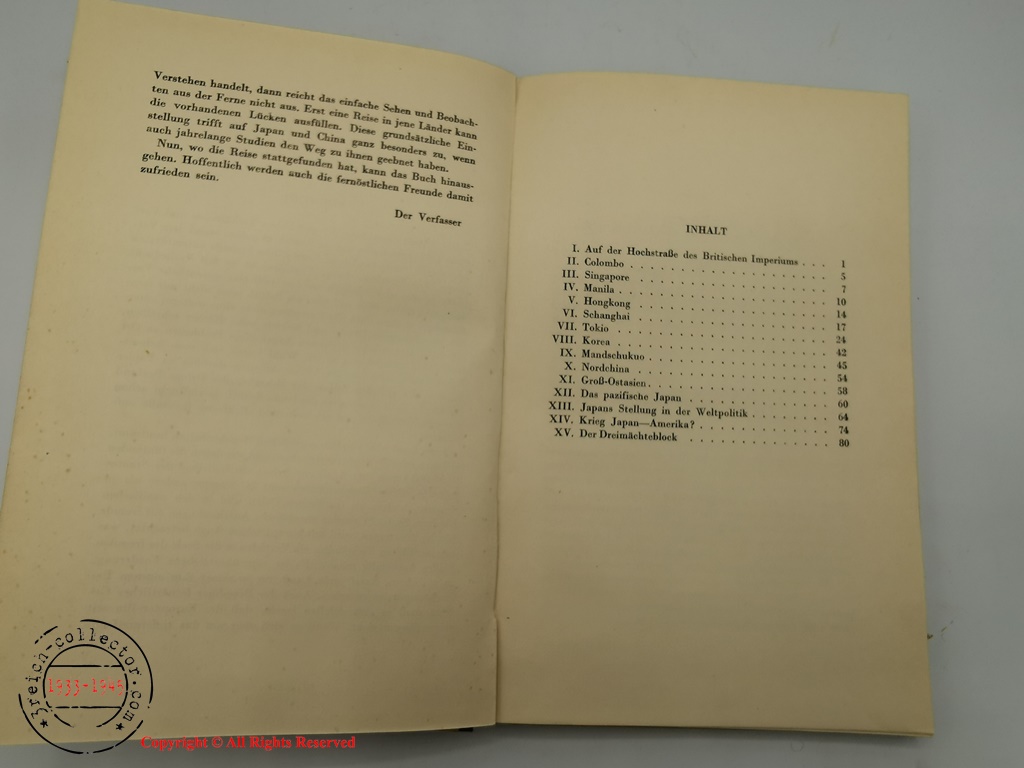 Verstehen handelt, dann reicht das einfache Sehen und Beobach-
ten aus der Ferne nicht aus. Erst eine Reise in jene Länder kann
die vorhandenen Lücken ausfüllen. Diese grundsätzliche Ein-
stellung trifft auf Japan und China ganz besonders zu, wenn
auch jahrelange Studien den Weg zu ihnen geebnet haben.
Nun, wo die Reise stattgefunden hat, kann das Buch hinaus-
gehen. Hoffentlich werden auch die fernöstlichen Freunde damit
zufrieden sein.
Der Verfasser
INHALT
I. Auf der Hochstraße des Britischen Imperiums . . . 1
II. Colombo . . . . . . . . . . . . . . . 5
III. Singapore . . . . . . . . . . . . . . . 7
IV. Manila . . . . . . . . . . . . . . . 10
V. Hongkong . . . . . . . . . . . . . . . 14
VI. Schanghai . . . . . . . . . . . . . . . 17
VII. Tokio . . . . . . . . . . . . . . . 24
VIII. Korea . . . . . . . . . . . . . . . 42
IX. Mandschukuo . . . . . . . . . . . . . . 45
X. Nordchina . . . . . . . . . . . . . . 54
XI. Groß-Ostasien . . . . . . . . . . . . . . 58
XII. Das pazifische Japan . . . . . . . . . . . 60
XIII. Japans Stellung in der Weltpolitik . . . . . . 64
XIV. Krieg Japan—Amerika? . . . . . . . . . . 74
XV. Der Dreimächteblock . . . . . . . . . . . 80
3reich-collector.com
1933-1945
Copyright © All Rights Reserved